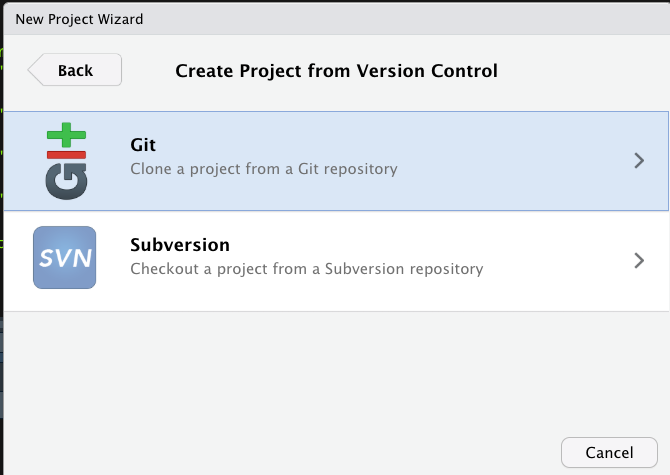 New Project Wizard
Back
Create Project from Version Control
git
Git
Clone a project from a Git repository
SVN
Subversion
Checkout a project from a Subversion repository
Cancel